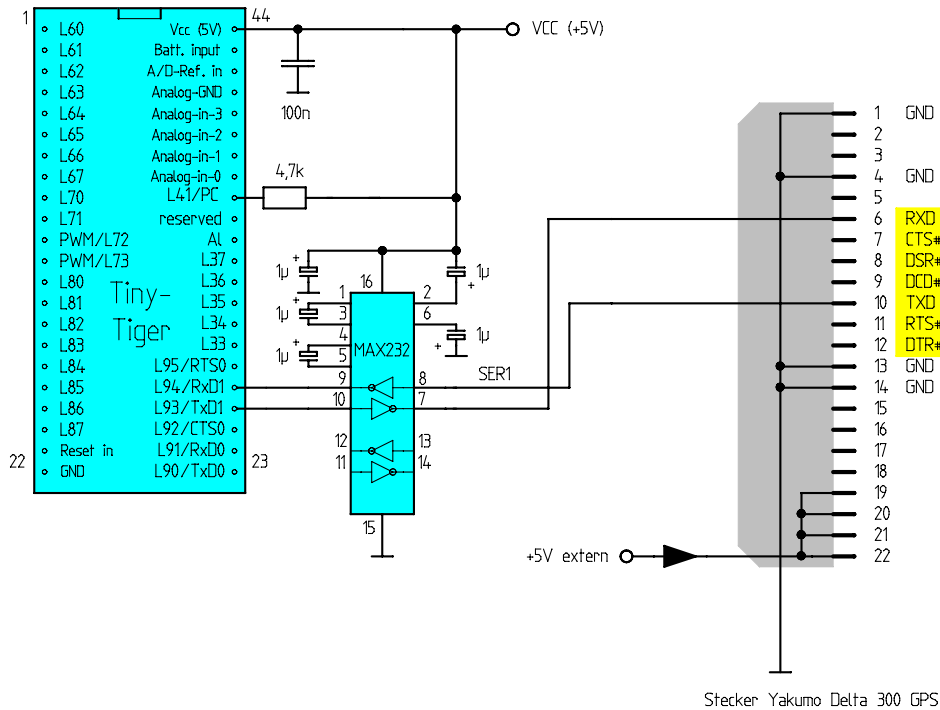 1
44
L60
Vcc (5V)
L61
Batt. input
L62
A/D-Ref. in
L63
Analog-GND
L64
Analog-in-3
L65
Analog-in-2
L66
Analog-in-1
L67
Analog-in-0
L70
L41/PC
L71
reserved
PWM/L72
Al
PWM/L73
L37
L80
L36
L81
L35
L82
L34
L83
L33
L84
L95/RTS0
L85
L94/RxD1
L86
L93/TxD1
L87
L92/CTS0
Reset in
L91/RxD0
GND
L90/TxD0
22
23
Tiny-
Tiger
VCC (+5V)
100n
4,7k
+
1µ
+
1µ
+
1µ
1µ
+
1µ
+
16
1
2
3
6
4
5
MAX232
9
8
10
7
12
13
11
14
15
SER1
+5V extern
1 GND
2
3
4 GND
5
6 RXD
7 CTS#
8 DSR#
9 DCD#
10 TXD
11 RTS#
12 DTR#
13 GND
14 GND
15
16
17
18
19
20
21
22
Stecker Yakumo Delta 300 GPS